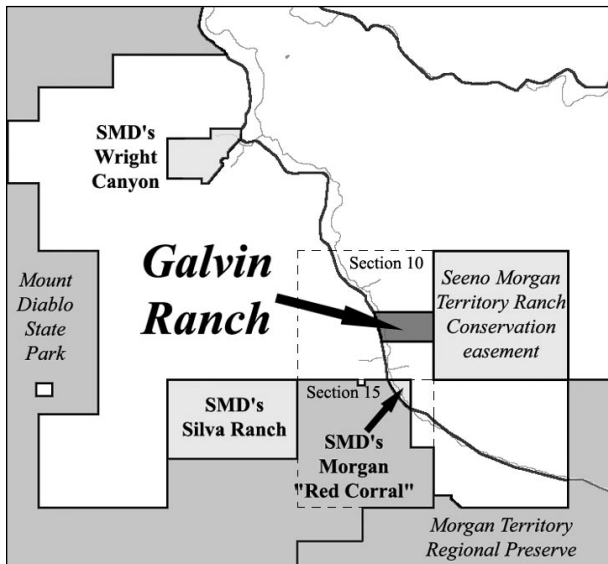 SMD's
Wright
Canyon
Section 10
Galvin
Ranch
Mount
Diablo
State
Park
Seeno Morgan
Territory Ranch
Conservation
easement
SMD's
Silva Ranch
Section 15
SMD's
Morgan
"Red Corral"
Morgan Territory
Regional Preserve